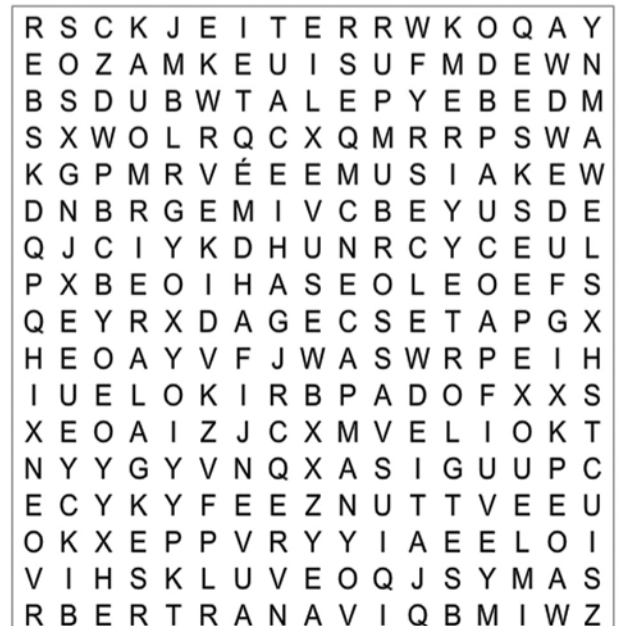 R S C K J E I T E R R W K O Q A Y
E O Z A M K E U I S U F M D E W N
B S D U B W T A L E P Y E B E D M
S X W O L R Q C X Q M R R P S W A
K G P M R V É E E M U S I A K E W
D N B R G E M I V C B E Y U S D E
Q J C I Y K D H U N R C Y C E U L
P X B E O I H A S E O L E O E F S
Q E Y R X D A G E C S E T A P G X
H E O A Y V F J W A S W R P E I H
I U E L O K I R B P A D O F X X S
X E O A I Z J C X M V E L I O K T
N Y Y G Y V N Q X A S I G U U P C
E C Y K Y F E E Z N U T T V E E U
O K X E P P V R Y Y I A E E L O I
V I H S K L U V E O Q J S Y M A S
R B E R T R A N A V I Q B M I W Z